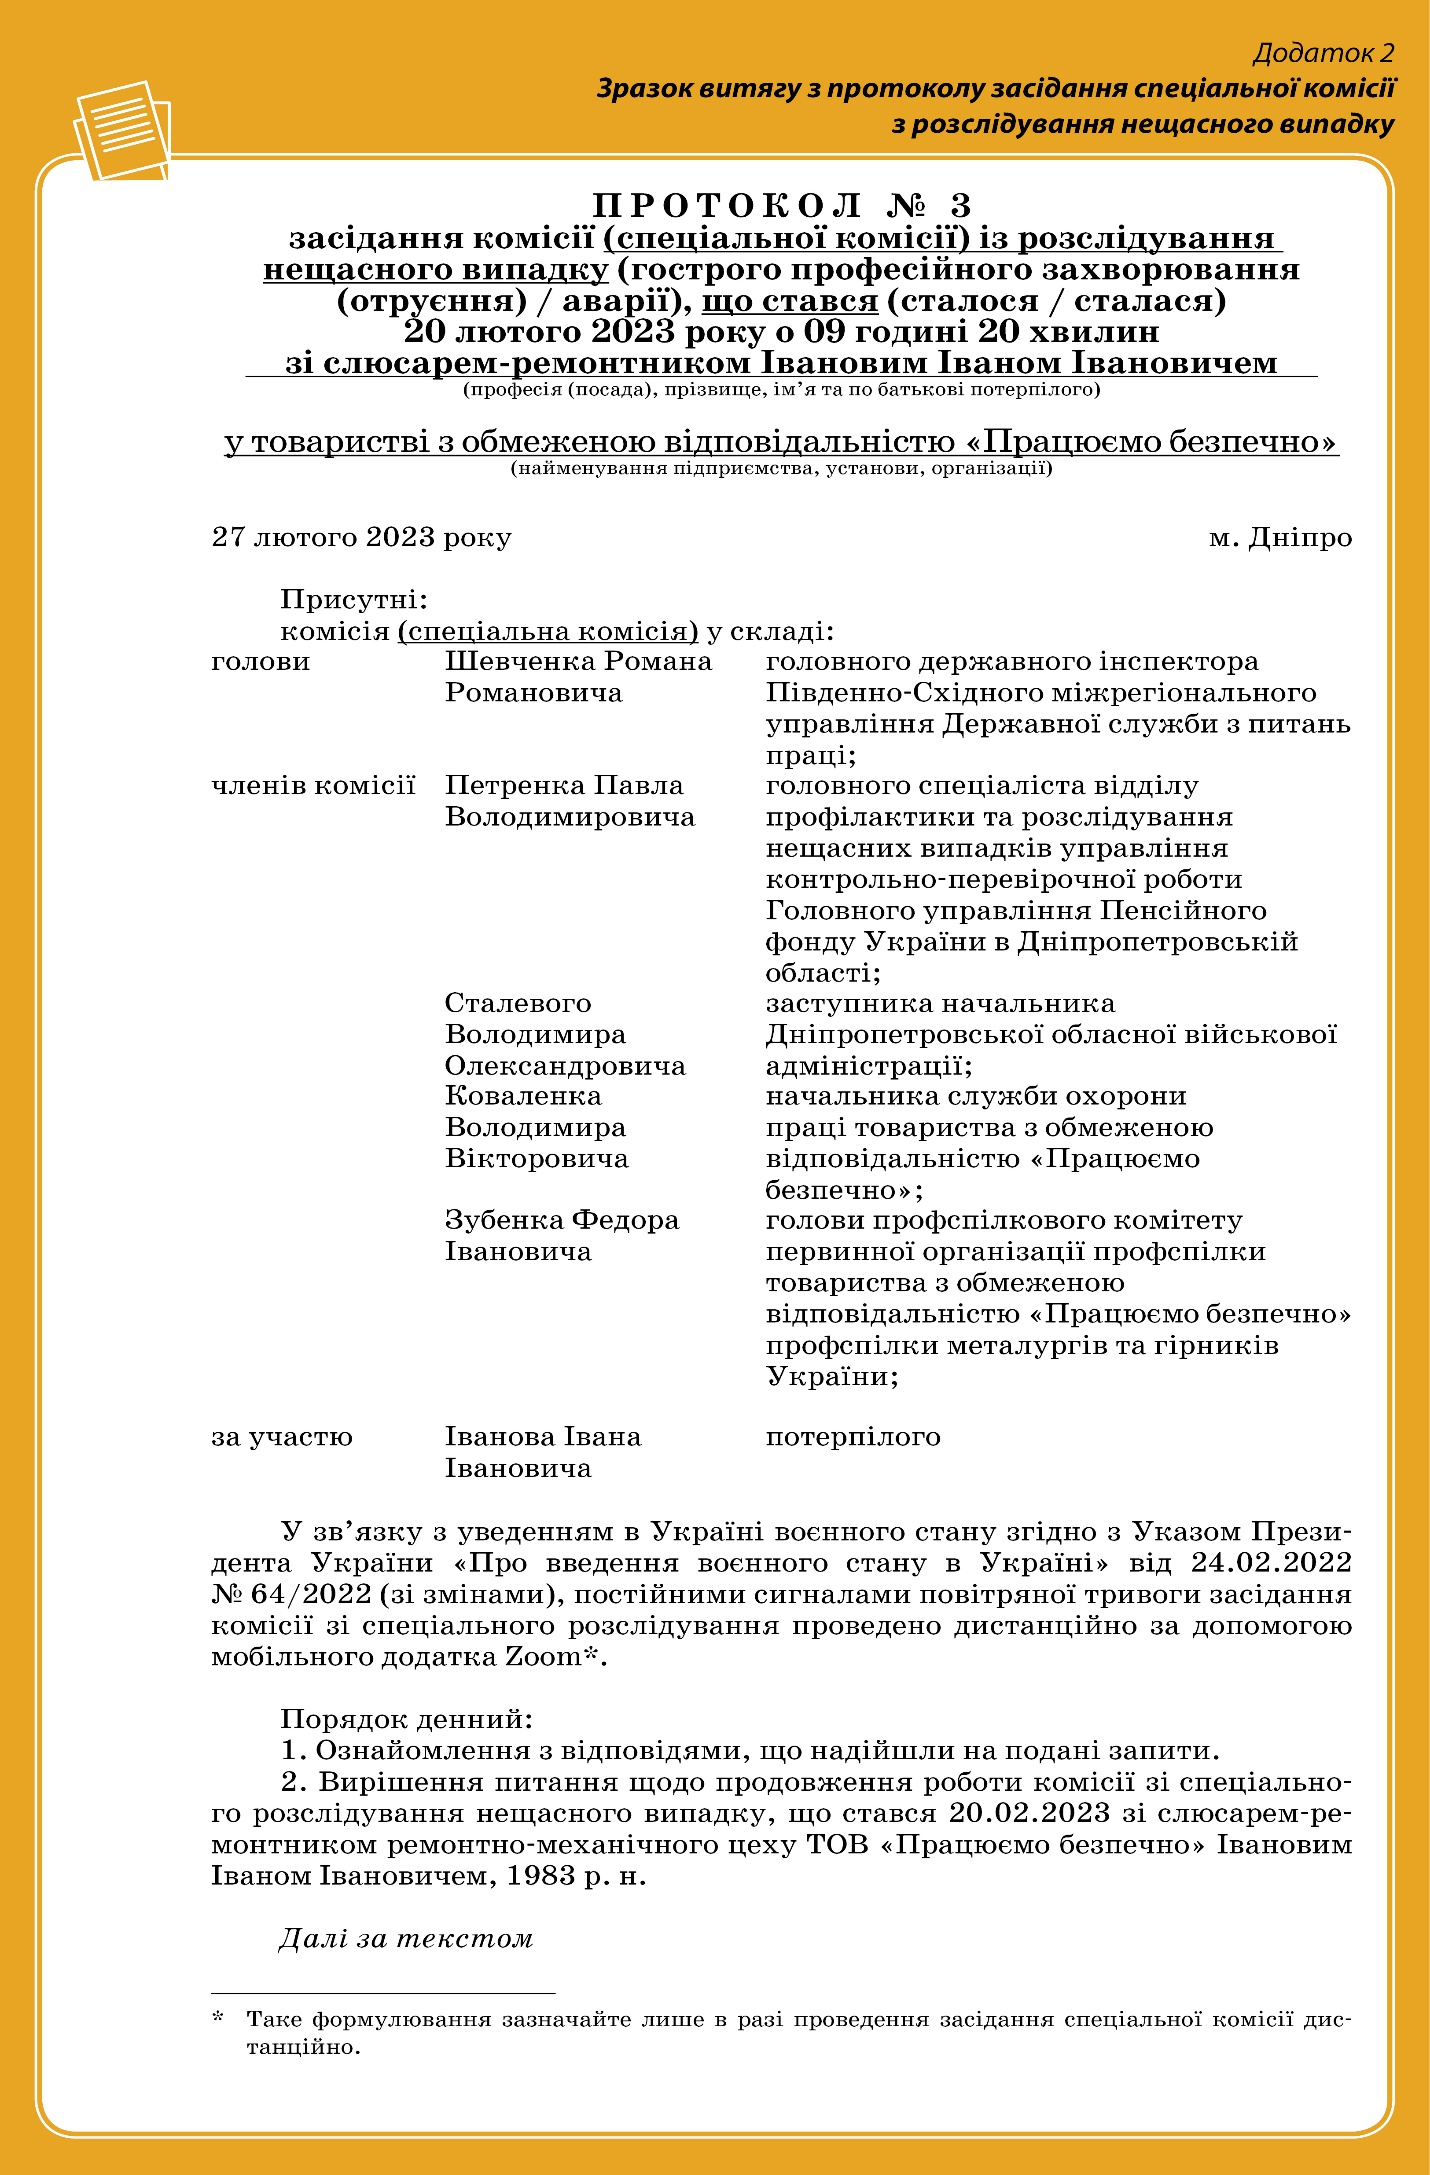 Додаток 2
Зразок витягу з протоколу засідання спеціальної комісії
з розслідування нещасного випадку
ПРОТОКОЛ № 3
засідання комісії (спеціальної комісії) із розслідування
нещасного випадку (гострого професійного захворювання
(отруєння) / аварії), що стався (сталося / сталася)
20 лютого 2023 року о 09 годині 20 хвилин
зі слюсарем-ремонтником Івановим Іваном Івановичем
(професія (посада), прізвище, ім’я та по батькові потерпілого)
у товаристві з обмеженою відповідальністю «Працюємо безпечно»
(найменування підприємства, установи, організації)
27 лютого 2023 року м. Дніпро
Присутні:
комісія (спеціальна комісія) у складі:
голови Шевченка Романа головного державного інспектора
Романовича Південно-Східного міжрегіонального
управління Державної служби з питань
праці;
членів комісії Петренка Павла головного спеціаліста відділу
Володимировича профілактики та розслідування
нещасних випадків управління
контрольно-перевірочної роботи
Головного управління Пенсійного
фонду України в Дніпропетровській
області;
Сталевого заступника начальника
Володимира Дніпропетровської обласної військової
Олександровича адміністрації;
Коваленка начальника служби охорони
Володимира праці товариства з обмеженою
Вікторовича відповідальністю «Працюємо
безпечно»;
Зубенка Федора голови профспілкового комітету
Івановича первинної організації профспілки
товариства з обмеженою
відповідальністю «Працюємо безпечно»
профспілки металургів та гірників
України;
за участю Іванова Івана потерпілого
Івановича
У зв’язку з уведенням в Україні воєнного стану згідно з Указом Прези-
дента України «Про введення воєнного стану в Україні» від 24.02.2022
№ 64/2022 (зі змінами), постійними сигналами повітряної тривоги засідання
комісії зі спеціального розслідування проведено дистанційно за допомогою
мобільного додатка Zoom*.
Порядок денний:
1. Ознайомлення з відповідями, що надійшли на подані запити.
2. Вирішення питання щодо продовження роботи комісії зі спеціально-
го розслідування нещасного випадку, що стався 20.02.2023 зі слюсарем-ре-
монтником ремонтно-механічного цеху ТОВ «Працюємо безпечно» Івановим
Іваном Івановичем, 1983 р. н.
Далі за текстом
* Таке формулювання зазначайте лише в разі проведення засідання спеціальної комісії дис-
танційно.